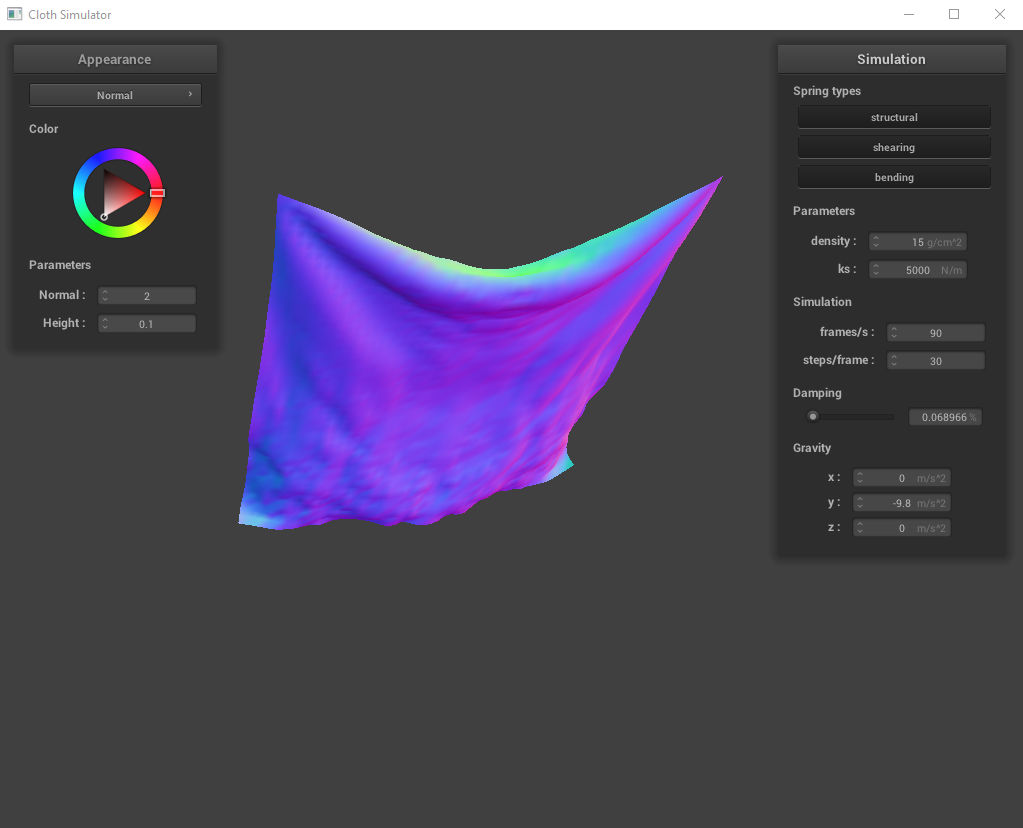 Cloth Simulator
Appearance
Normal
Color
Parameters
Normal : 2
Height : 0.1
Simulation
Spring types
structural
shearing
bending
Parameters
density : 15 g/cm^2
ks : 5000 N/m
Simulation
frames/s : 90
steps/frame : 30
Damping
0.068966 %
Gravity
x : 0 m/s^2
y : -9.8 m/s^2
z : 0 m/s^2